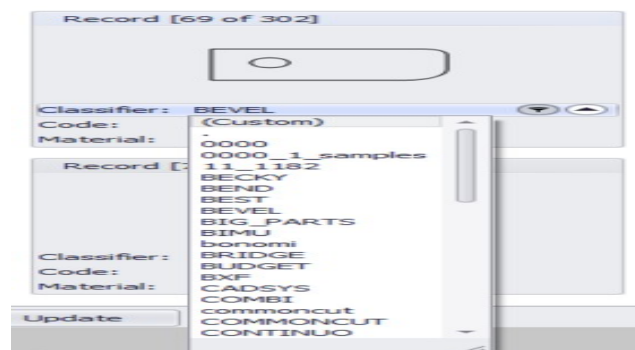 Record [69 of 302]
Classifier: BEVEL
Code:
Material:
(Custom)
.
0000
0000_1_samples
11_1182
BECKY
BEND
BEST
BEVEL
BIG_PARTS
BIMU
bonomi
BRIDGE
BUDGET
BXF
CADSYS
COMBI
commoncut
COMMONCUT
CONTINUO
Record [7
Classifier:
Code:
Material:
Update